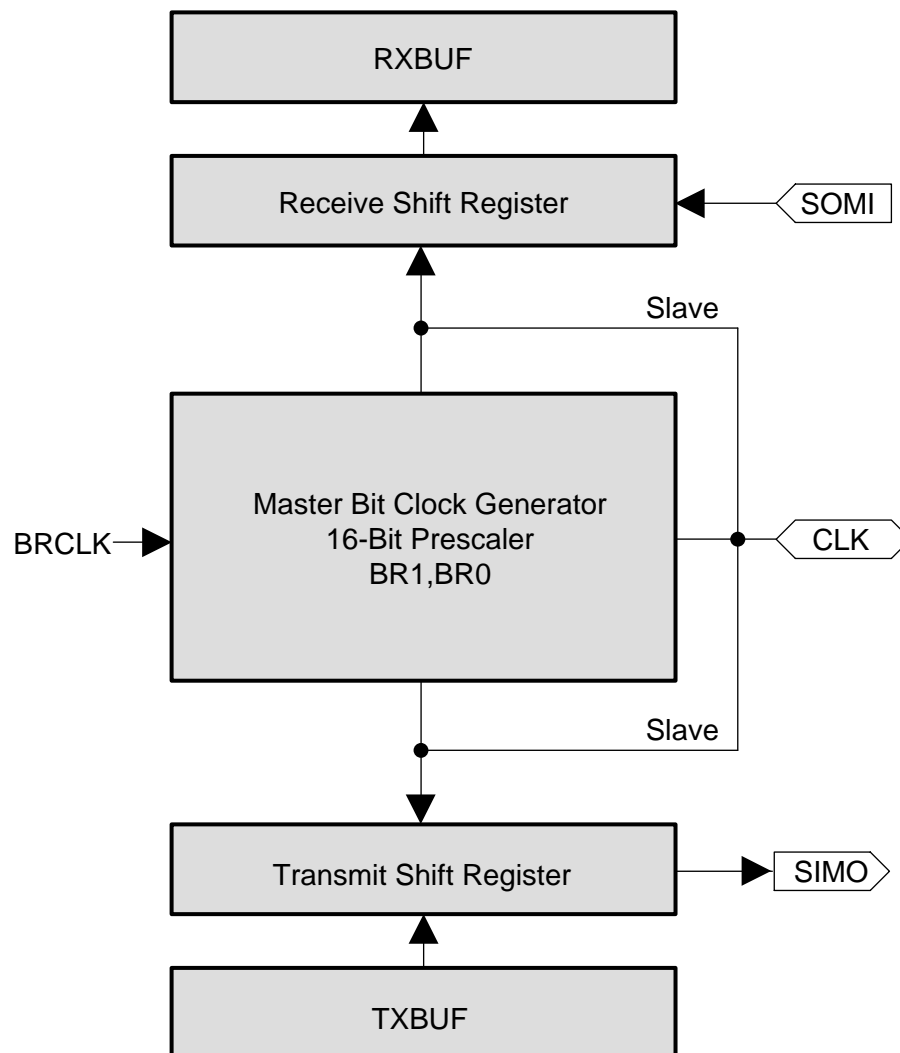 RXBUF
Receive Shift Register
SOMI
Slave
Master Bit Clock Generator
16-Bit Prescaler
BR1,BR0
BRCLK
CLK
Slave
Transmit Shift Register
SIMO
TXBUF